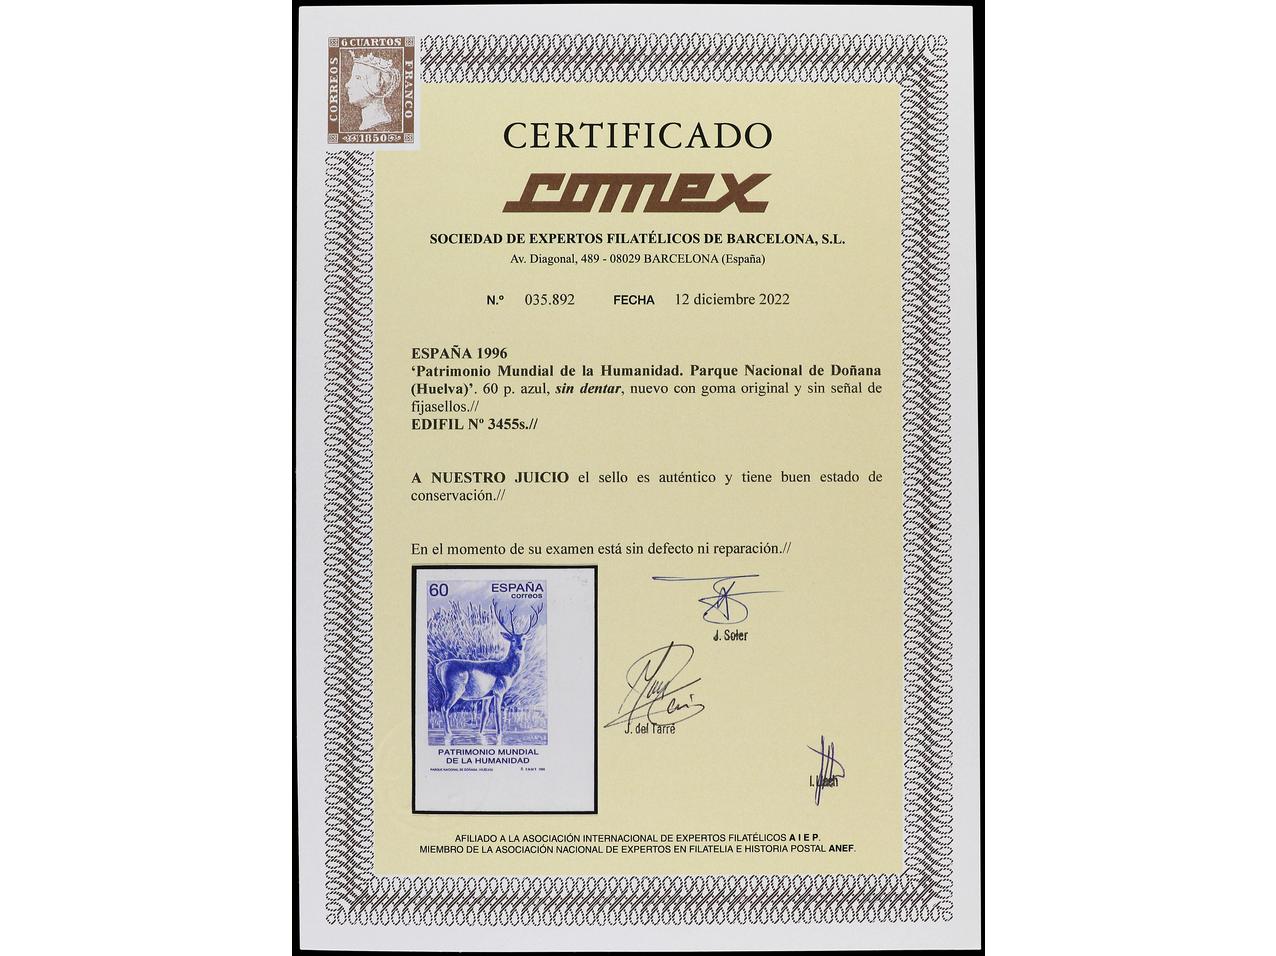 6 CUARTOS
CORREOS
FRANCO
1850
CERTIFICADO
comex
SOCIEDAD DE EXPERTOS FILATÉLICOS DE BARCELONA, S.L.
Av. Diagonal, 489 - 08029 BARCELONA (España)
N.º 035.892 FECHA 12 diciembre 2022
ESPAÑA 1996
‘Patrimonio Mundial de la Humanidad. Parque Nacional de Doñana
(Huelva)’. 60 p. azul, sin dentar, nuevo con goma original y sin señal de
fijasellos.//
EDIFIL Nº 3455s.//
A NUESTRO JUICIO el sello es auténtico y tiene buen estado de
conservación.//
En el momento de su examen está sin defecto ni reparación.//
60 ESPAÑA
correos
PATRIMONIO MUNDIAL
DE LA HUMANIDAD
PARQUE NACIONAL DE DOÑANA (HUELVA)
J. Soler
J. del Tarré
AFILIADO A LA ASOCIACIÓN INTERNACIONAL DE EXPERTOS FILATÉLICOS A I E P.
MIEMBRO DE LA ASOCIACIÓN NACIONAL DE EXPERTOS EN FILATELIA E HISTORIA POSTAL ANEF.